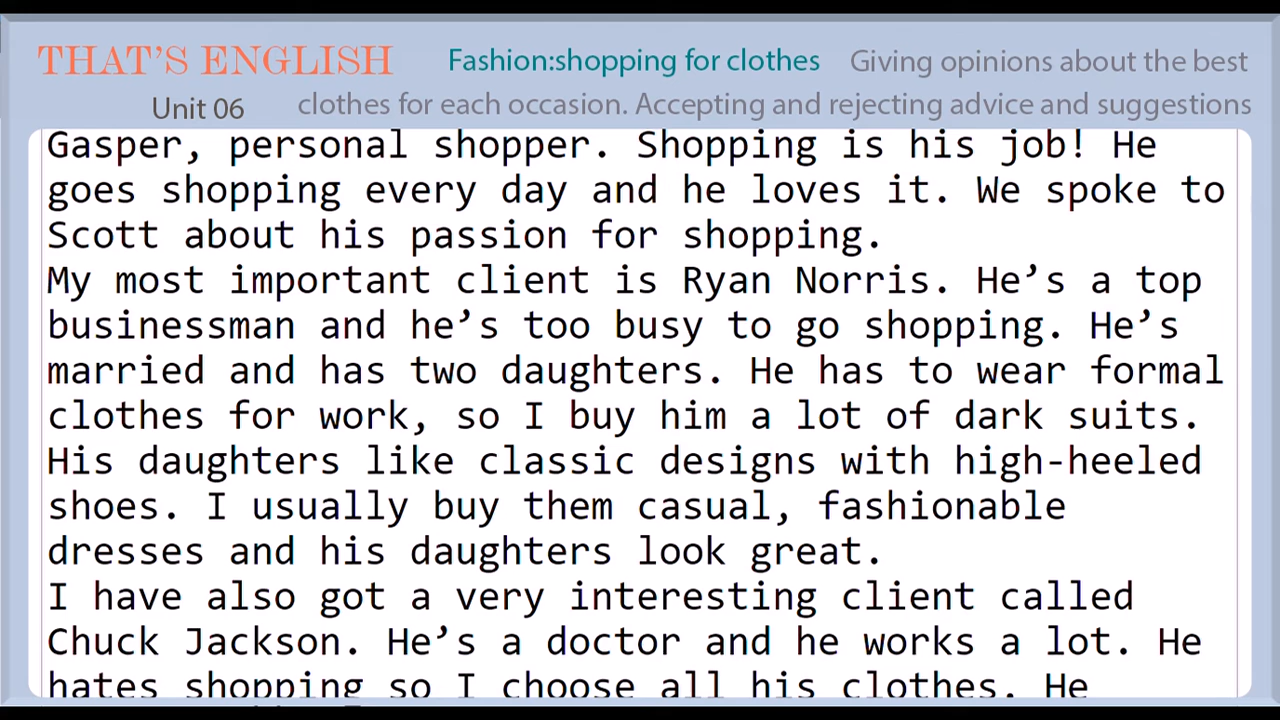 THAT'S ENGLISH Fashion:shopping for clothes Giving opinions about the best
Unit 06 clothes for each occasion. Accepting and rejecting advice and suggestions
Gasper, personal shopper. Shopping is his job! He
goes shopping every day and he loves it. We spoke to
Scott about his passion for shopping.
My most important client is Ryan Norris. He’s a top
businessman and he’s too busy to go shopping. He’s
married and has two daughters. He has to wear formal
clothes for work, so I buy him a lot of dark suits.
His daughters like classic designs with high-heeled
shoes. I usually buy them casual, fashionable
dresses and his daughters look great.
I have also got a very interesting client called
Chuck Jackson. He’s a doctor and he works a lot. He
hates shopping so I choose all his clothes. He